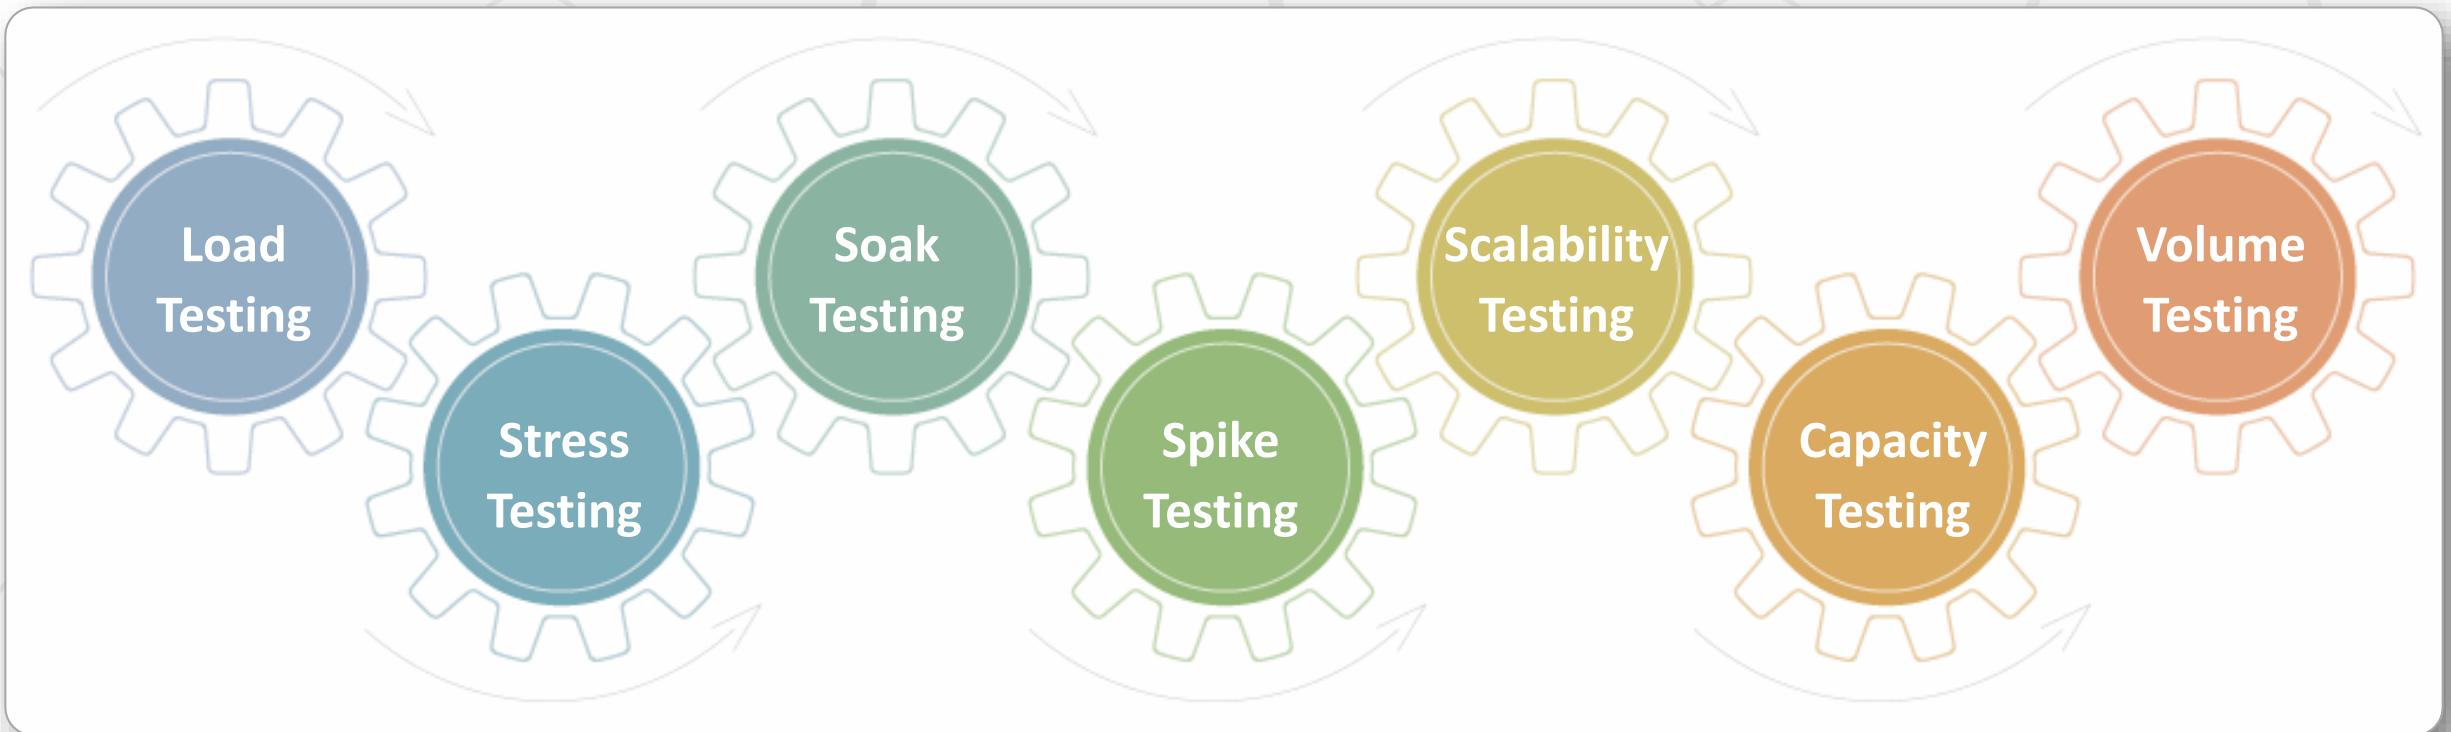 Load
Testing
Stress
Testing
Soak
Testing
Spike
Testing
Scalability
Testing
Capacity
Testing
Volume
Testing